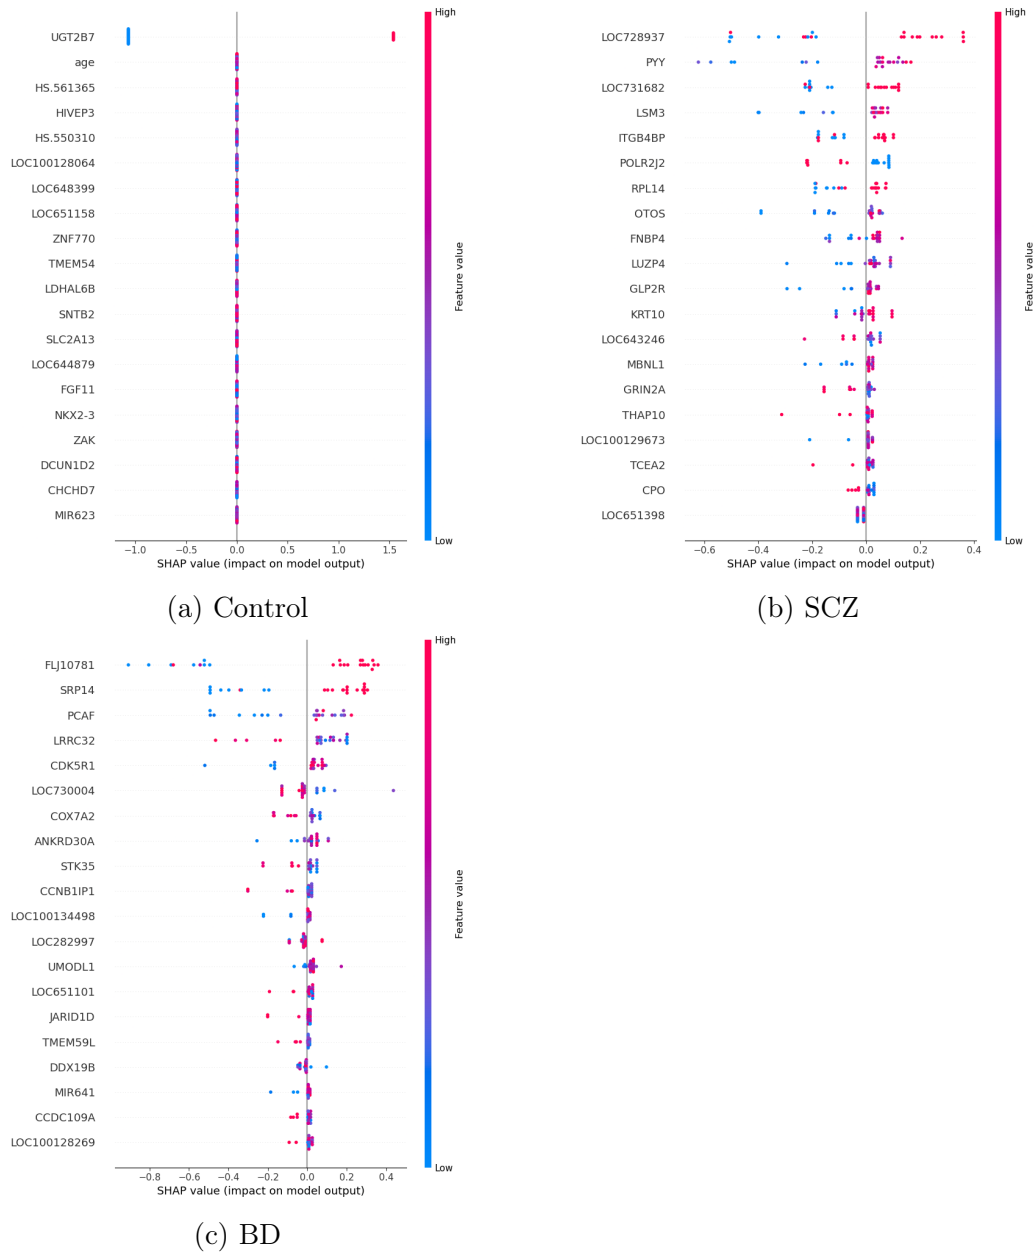 High
UGT2B7
age
HS.561365
HIVEP3
HS.550310
LOC100128064
LOC648399
LOC651158
ZNF770
TMEM54
LDHAL6B
SNTB2
SLC2A13
LOC644879
FGF11
NKX2-3
ZAK
DCUN1D2
CHCHD7
MIR623
Feature value
Low
−1.0 −0.5 0.0 0.5 1.0 1.5
SHAP value (impact on model output)
(a) Control
High
LOC728937
PYY
LOC731682
LSM3
ITGB4BP
POLR2J2
RPL14
OTOS
FNBP4
LUZP4
GLP2R
KRT10
LOC643246
MBNL1
GRIN2A
THAP10
LOC100129673
TCEA2
CPO
LOC651398
Feature value
Low
−0.6 −0.4 −0.2 0.0 0.2 0.4
SHAP value (impact on model output)
(b) SCZ
High
FLJ10781
SRP14
PCAF
LRRC32
CDK5R1
LOC730004
COX7A2
ANKRD30A
STK35
CCNB1IP1
LOC100134498
LOC282997
UMODL1
LOC651101
JARID1D
TMEM59L
DDX19B
MIR641
CCDC109A
LOC100128269
Feature value
Low
−0.8 −0.6 −0.4 −0.2 0.0 0.2 0.4
SHAP value (impact on model output)
(c) BD